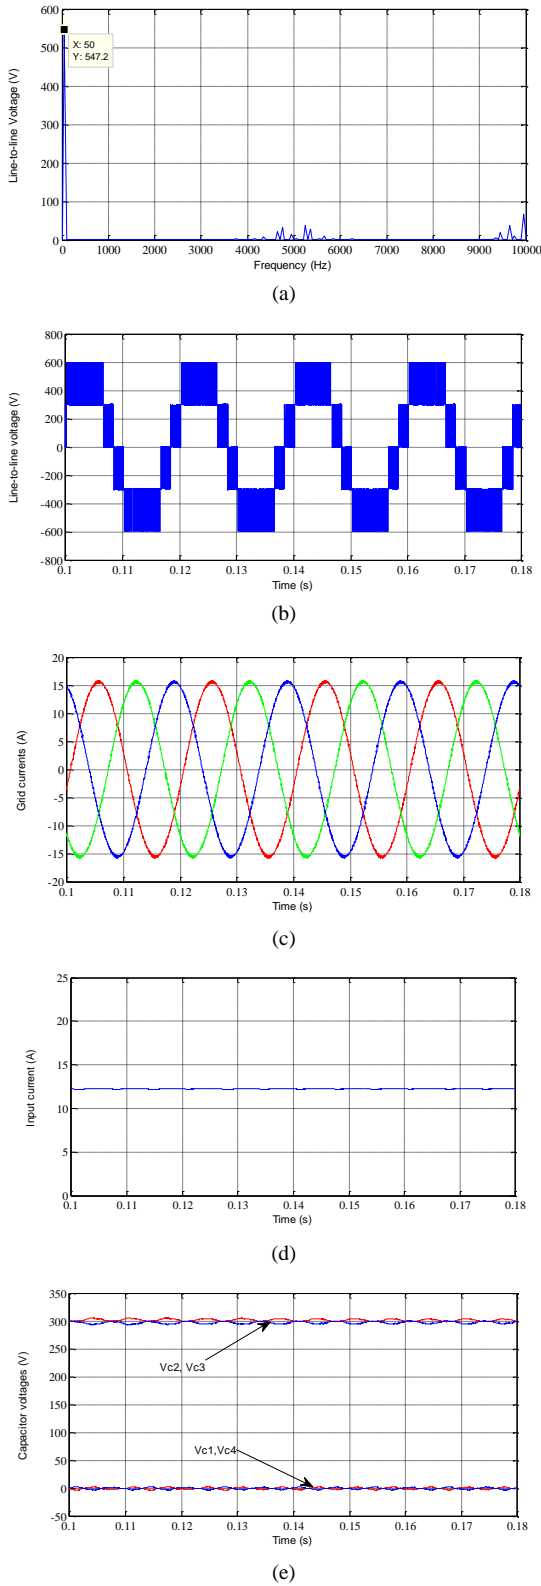 600
500
400
300
200
100
0
Line-to-line Voltage (V)
X: 50
Y: 547.2
0 1000 2000 3000 4000 5000 6000 7000 8000 9000 10000
Frequency (Hz)
(a)
800
600
400
200
0
-200
-400
-600
-800
Line-to-line voltage (V)
0.1 0.11 0.12 0.13 0.14 0.15 0.16 0.17 0.18
Time (s)
(b)
20
15
10
5
0
-5
-10
-15
-20
Grid currents (A)
0.1 0.11 0.12 0.13 0.14 0.15 0.16 0.17 0.18
Time (s)
(c)
25
20
15
10
5
0
Input current (A)
0.1 0.11 0.12 0.13 0.14 0.15 0.16 0.17 0.18
Time (s)
(d)
350
300
250
200
150
100
50
0
-50
Capacitor voltages (V)
Vc2, Vc3
Vc1,Vc4
0.1 0.11 0.12 0.13 0.14 0.15 0.16 0.17 0.18
Time (s)
(e)